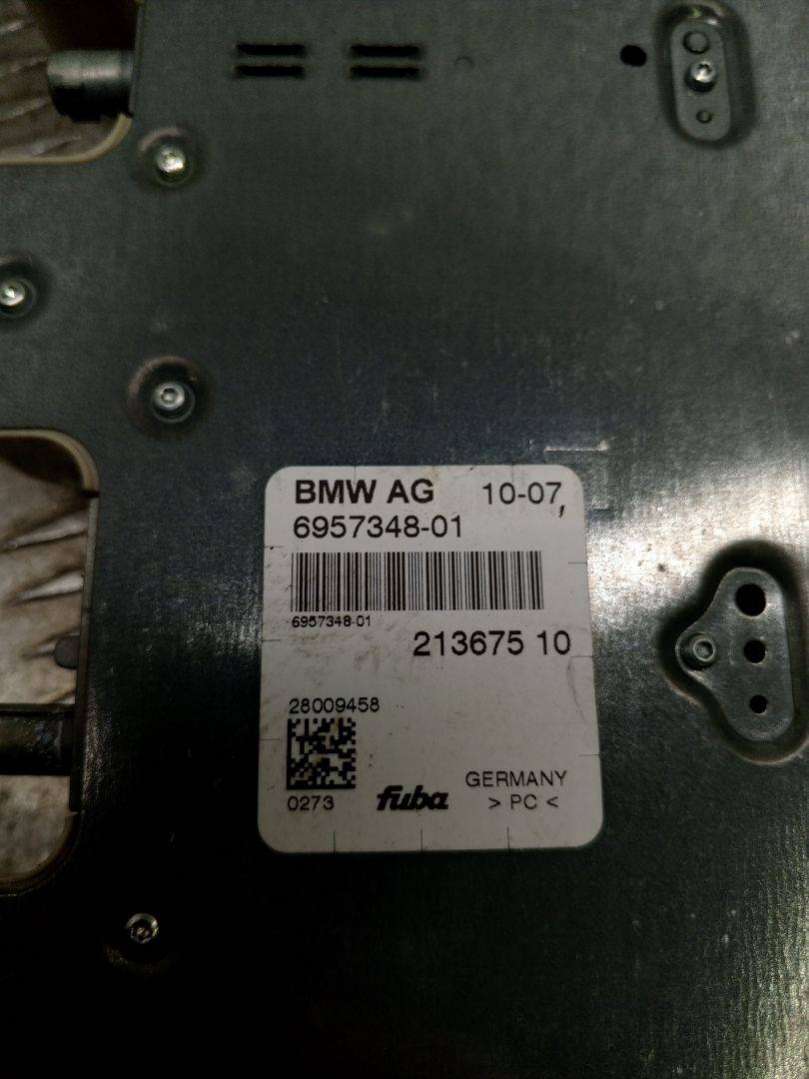 BMW AG 10-07,
6957348-01
6957348-01
213675 10
28009458
0273 fuba GERMANY
> PC <